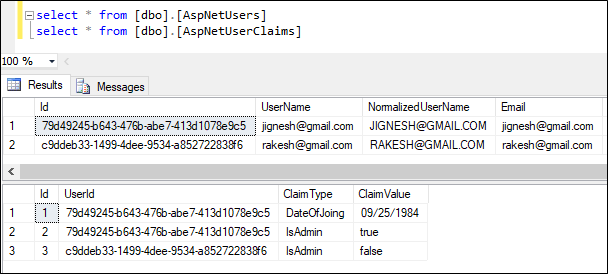 select * from [dbo].[AspNetUsers]
select * from [dbo].[AspNetUserClaims]
100 %
Results Messages
Id UserName NormalizedUserName Email
1 79d49245-b643-476b-abe7-413d1078e9c5 jignesh@gmail.com JIGNESH@GMAIL.COM jignesh@gmail.com
2 c9ddeb33-1499-4dee-9534-a852722838f6 rakesh@gmail.com RAKESH@GMAIL.COM rakesh@gmail.com
Id UserId ClaimType ClaimValue
1 1 79d49245-b643-476b-abe7-413d1078e9c5 DateOfJoing 09/25/1984
2 2 79d49245-b643-476b-abe7-413d1078e9c5 IsAdmin true
3 3 c9ddeb33-1499-4dee-9534-a852722838f6 IsAdmin false